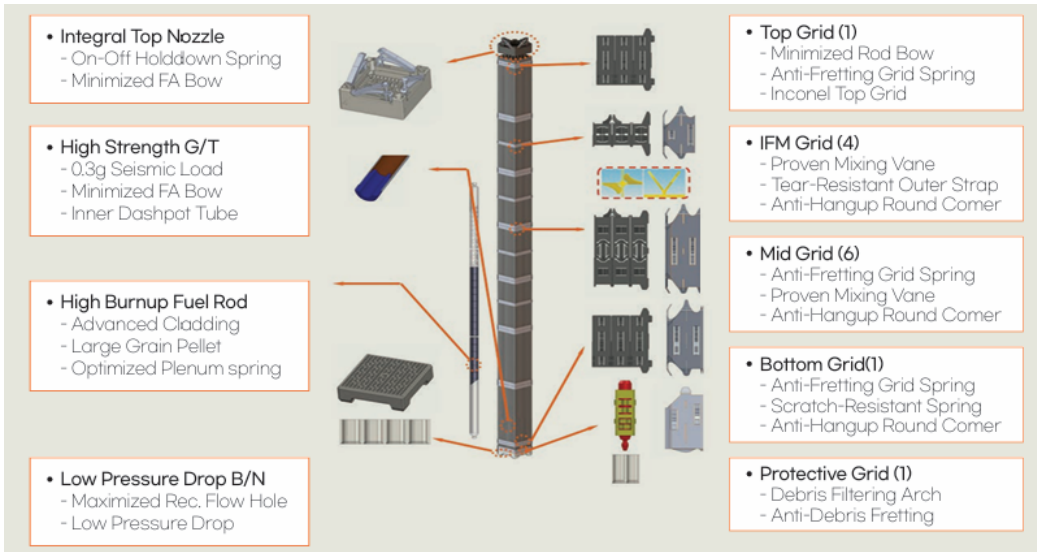 • Integral Top Nozzle
- On-Off Holddown Spring
- Minimized FA Bow
• High Strength G/T
- 0.3g Seismic Load
- Minimized FA Bow
- Inner Dashpot Tube
• High Burnup Fuel Rod
- Advanced Cladding
- Large Grain Pellet
- Optimized Plenum spring
• Low Pressure Drop B/N
- Maximized Rec. Flow Hole
- Low Pressure Drop
• Top Grid (1)
- Minimized Rod Bow
- Anti-Fretting Grid Spring
- Inconel Top Grid
• IFM Grid (4)
- Proven Mixing Vane
- Tear-Resistant Outer Strap
- Anti-Hangup Round Comer
• Mid Grid (6)
- Anti-Fretting Grid Spring
- Proven Mixing Vane
- Anti-Hangup Round Comer
• Bottom Grid(1)
- Anti-Fretting Grid Spring
- Scratch-Resistant Spring
- Anti-Hangup Round Comer
• Protective Grid (1)
- Debris Filtering Arch
- Anti-Debris Fretting